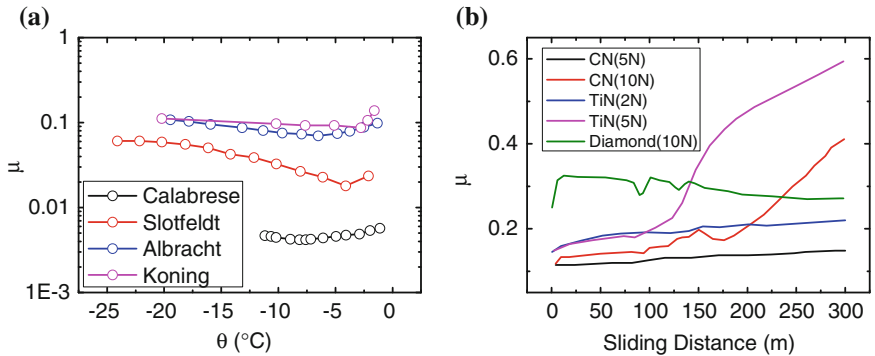 (a)
μ
0.1
0.01
1E-3
Calabrese
Slotfeldt
Albracht
Koning
-25
-20
-15
-10
-5
0
θ (°C)
(b)
μ
0.6
0.4
0.2
CN(5N)
CN(10N)
TiN(2N)
TiN(5N)
Diamond(10N)
0
50
100
150
200
250
300
Sliding Distance (m)